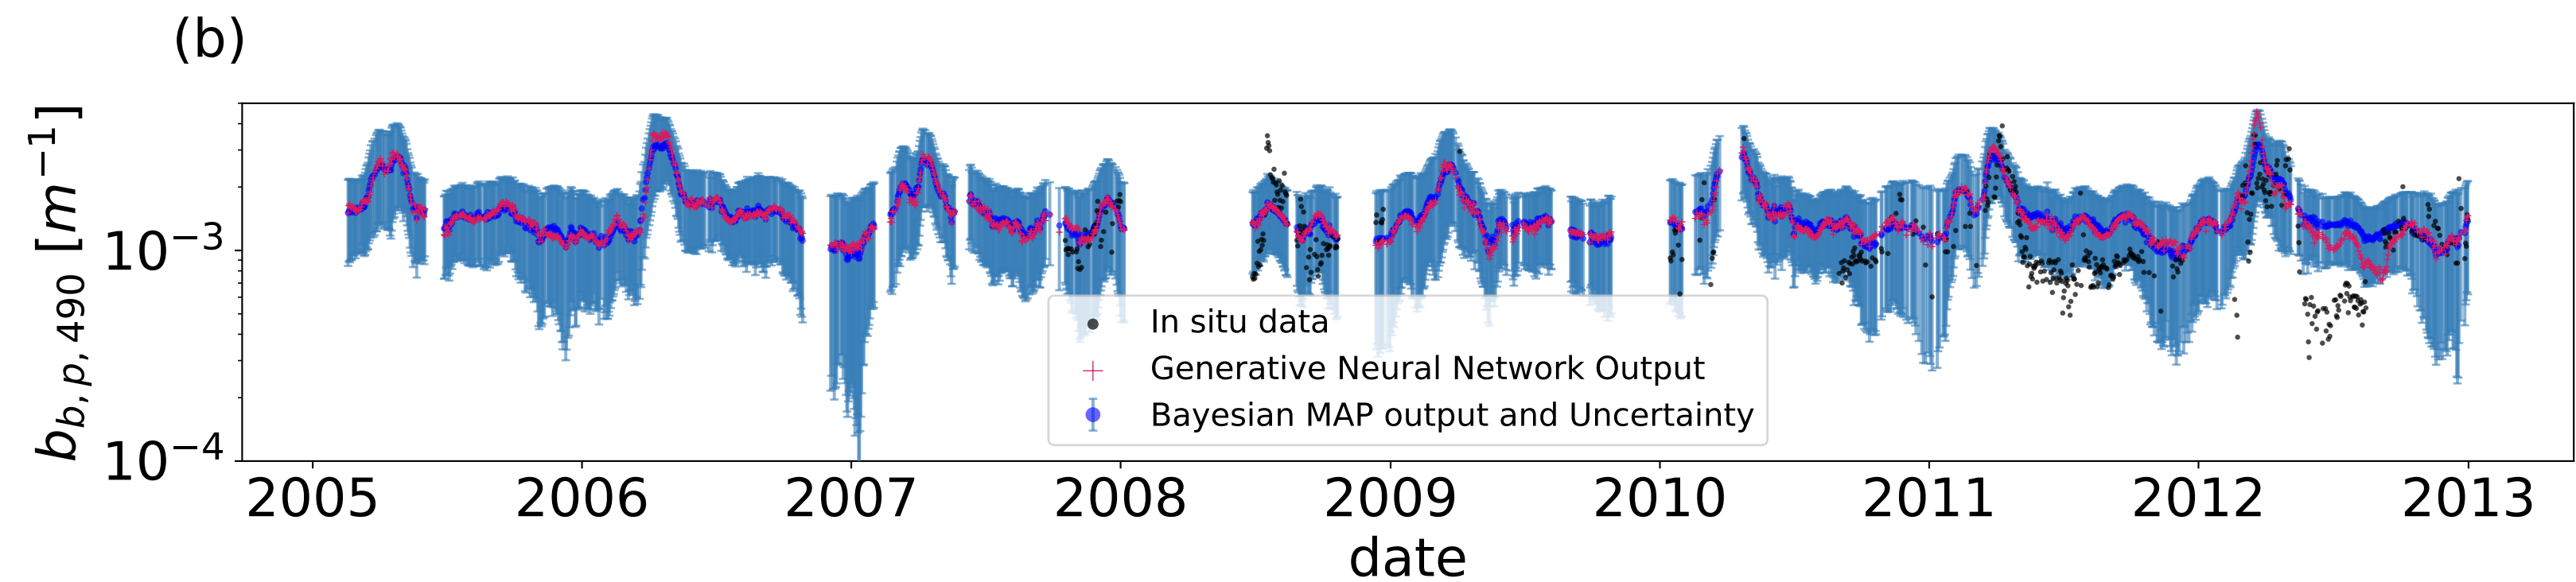 (b)
b_{b, p, 490} [m^{−1}]
10^{−3}
10^{−4}
In situ data
Generative Neural Network Output
Bayesian MAP output and Uncertainty
2005 2006 2007 2008 2009 2010 2011 2012 2013
date